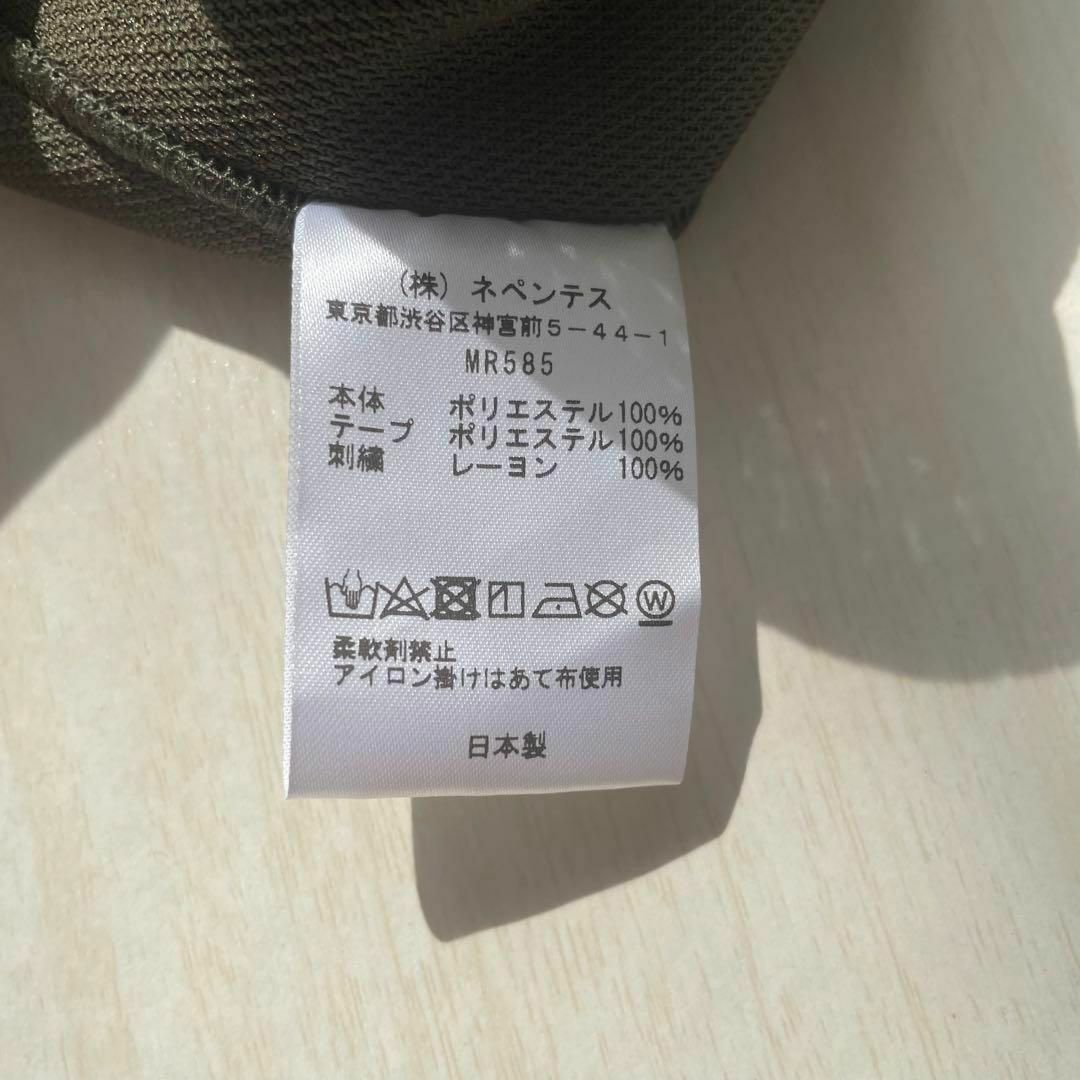 (株) ネペンテス
東京都渋谷区神宮前5-44-1
MR585
本体 ポリエステル100%
テープ ポリエステル100%
刺繍 レーヨン 100%
W
柔軟剤禁止
アイロン掛けはあて布使用
日本製